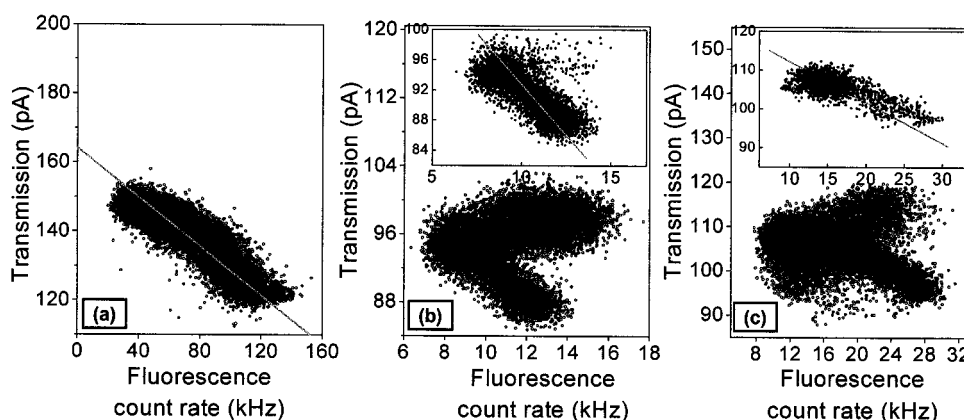 200
180
160
140
120
Transmission (pA)
(a)
0 40 80 120 160
Fluorescence
count rate (kHz)
120
112
104
96
88
Transmission (pA)
100
96
92
88
84
5 10 15
(b)
6 8 10 12 14 16 18
Fluorescence
count rate (kHz)
150
140
130
120
110
100
90
Transmission (pA)
120
110
100
90
10 15 20 25 30
(c)
8 12 16 20 24 28 32
Fluorescence
count rate (kHz)